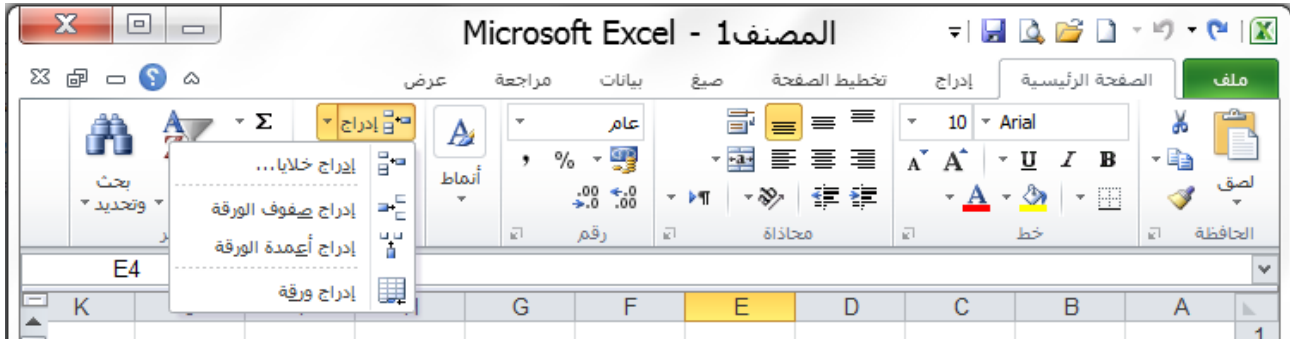 المصنف1 - Microsoft Excel
ملف الصفحة الرئيسية إدراج تخطيط الصفحة صيغ بيانات مراجعة عرض
Arial 10 عام إدراج Σ
لصق B I U A A % , أنماط بحث وتحديد
A .00 .0 .0 .00
الحافظة خط محاذاة رقم
إدراج خلايا...
إدراج صفوف الورقة
إدراج أعمدة الورقة
إدراج ورقة
E4
A B C D E F G K
1